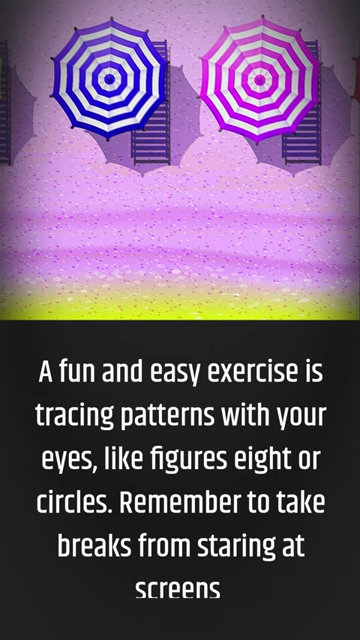 A fun and easy exercise is
tracing patterns with your
eyes, like figures eight or
circles. Remember to take
breaks from staring at
screens